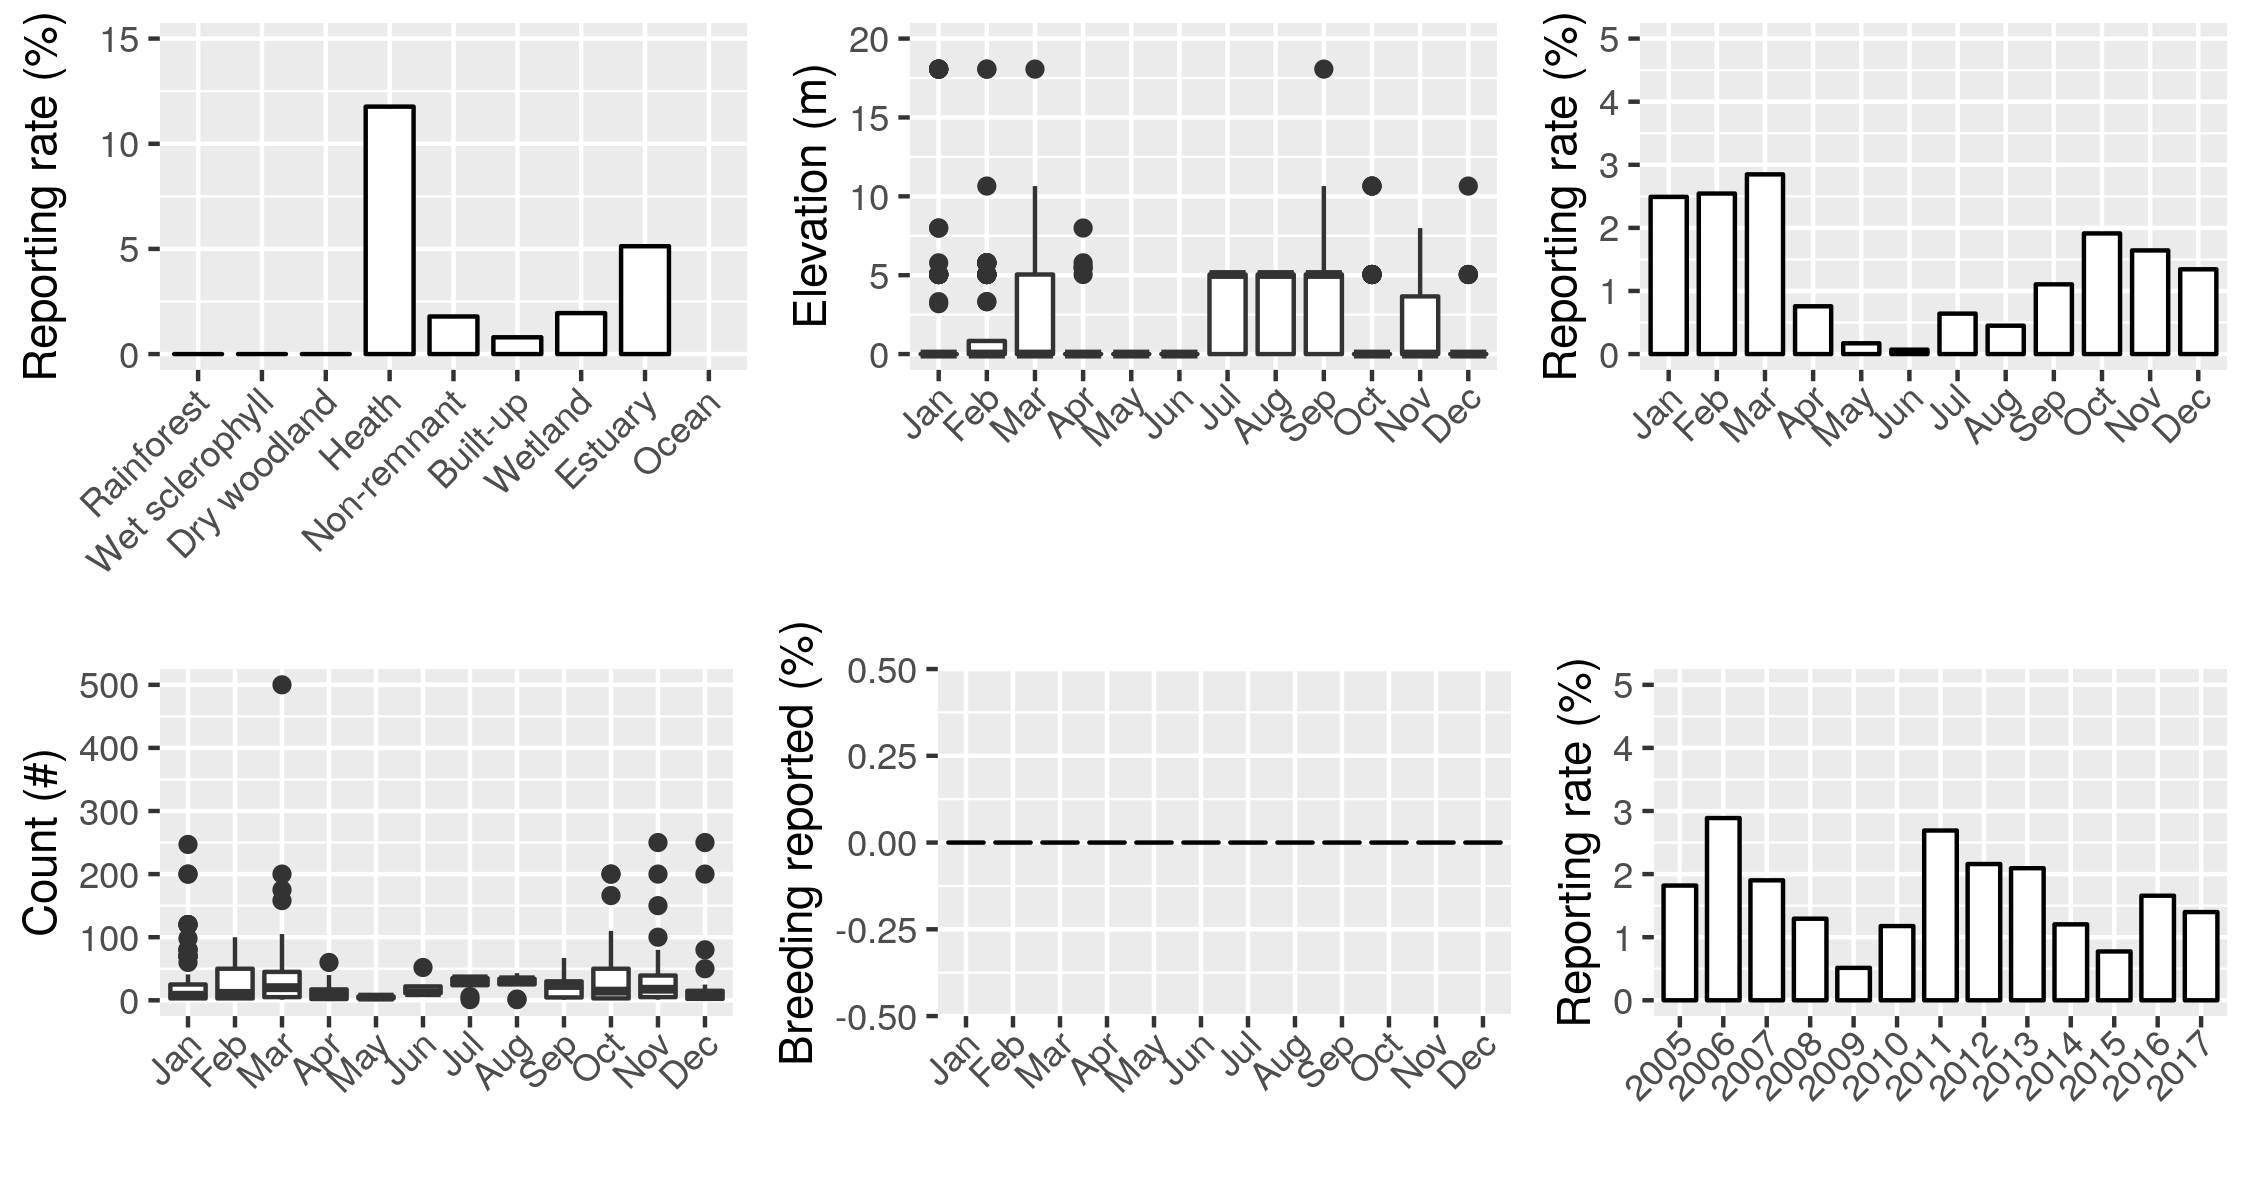 Reporting rate (%)
15
10
5
0
Rainforest
Wet sclerophyll
Dry woodland
Heath
Non-remnant
Built-up
Wetland
Estuary
Ocean
Elevation (m)
20
15
10
5
0
Jan
Feb
Mar
Apr
May
Jun
Jul
Aug
Sep
Oct
Nov
Dec
Reporting rate (%)
5
4
3
2
1
0
Jan
Feb
Mar
Apr
May
Jun
Jul
Aug
Sep
Oct
Nov
Dec
Count (#)
500
400
300
200
100
0
Jan
Feb
Mar
Apr
May
Jun
Jul
Aug
Sep
Oct
Nov
Dec
Breeding reported (%)
0.50
0.25
0.00
-0.25
-0.50
Jan
Feb
Mar
Apr
May
Jun
Jul
Aug
Sep
Oct
Nov
Dec
Reporting rate (%)
5
4
3
2
1
0
2005
2006
2007
2008
2009
2010
2011
2012
2013
2014
2015
2016
2017